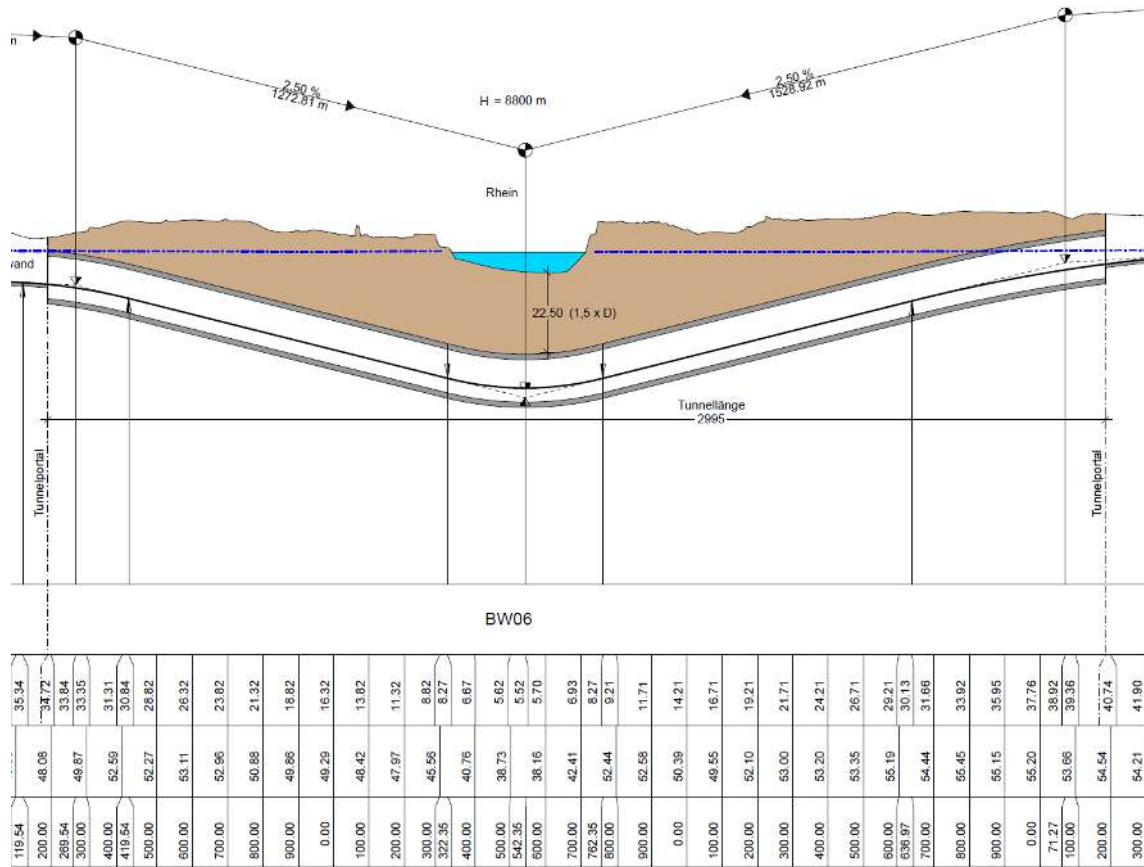 n
2.50 %
1272.81 m
H = 8800 m
2.50 %
1528.92 m
Rhein
wand
22.50 (1,5 x D)
Tunnellänge
2995
Tunnelportal
Tunnelportal
BW06
35.34 34.72 33.84 33.35 31.31 30.84 28.82 26.32 23.82 21.32 18.82 16.32 13.82 11.32 8.82 8.27 6.67 5.62 5.52 5.70 6.93 8.27 9.21 11.71 14.21 16.71 19.21 21.71 24.21 26.71 29.21 30.13 31.66 33.92 35.95 37.76 38.92 39.36 40.74 41.90
48.08 49.87 52.59 52.27 53.11 52.96 50.88 49.86 49.29 48.42 47.97 45.56 40.76 38.73 38.16 42.41 52.44 52.58 50.39 49.55 52.10 53.00 53.20 53.35 55.19 54.44 55.45 55.15 55.20 53.66 54.54 54.21
119.54 200.00 269.54 300.00 400.00 419.54 500.00 600.00 700.00 800.00 900.00 0.00 100.00 200.00 300.00 322.35 400.00 500.00 542.35 600.00 700.00 762.35 800.00 900.00 0.00 100.00 200.00 300.00 400.00 500.00 600.00 636.97 700.00 800.00 900.00 0.00 71.27 100.00 200.00 300.00